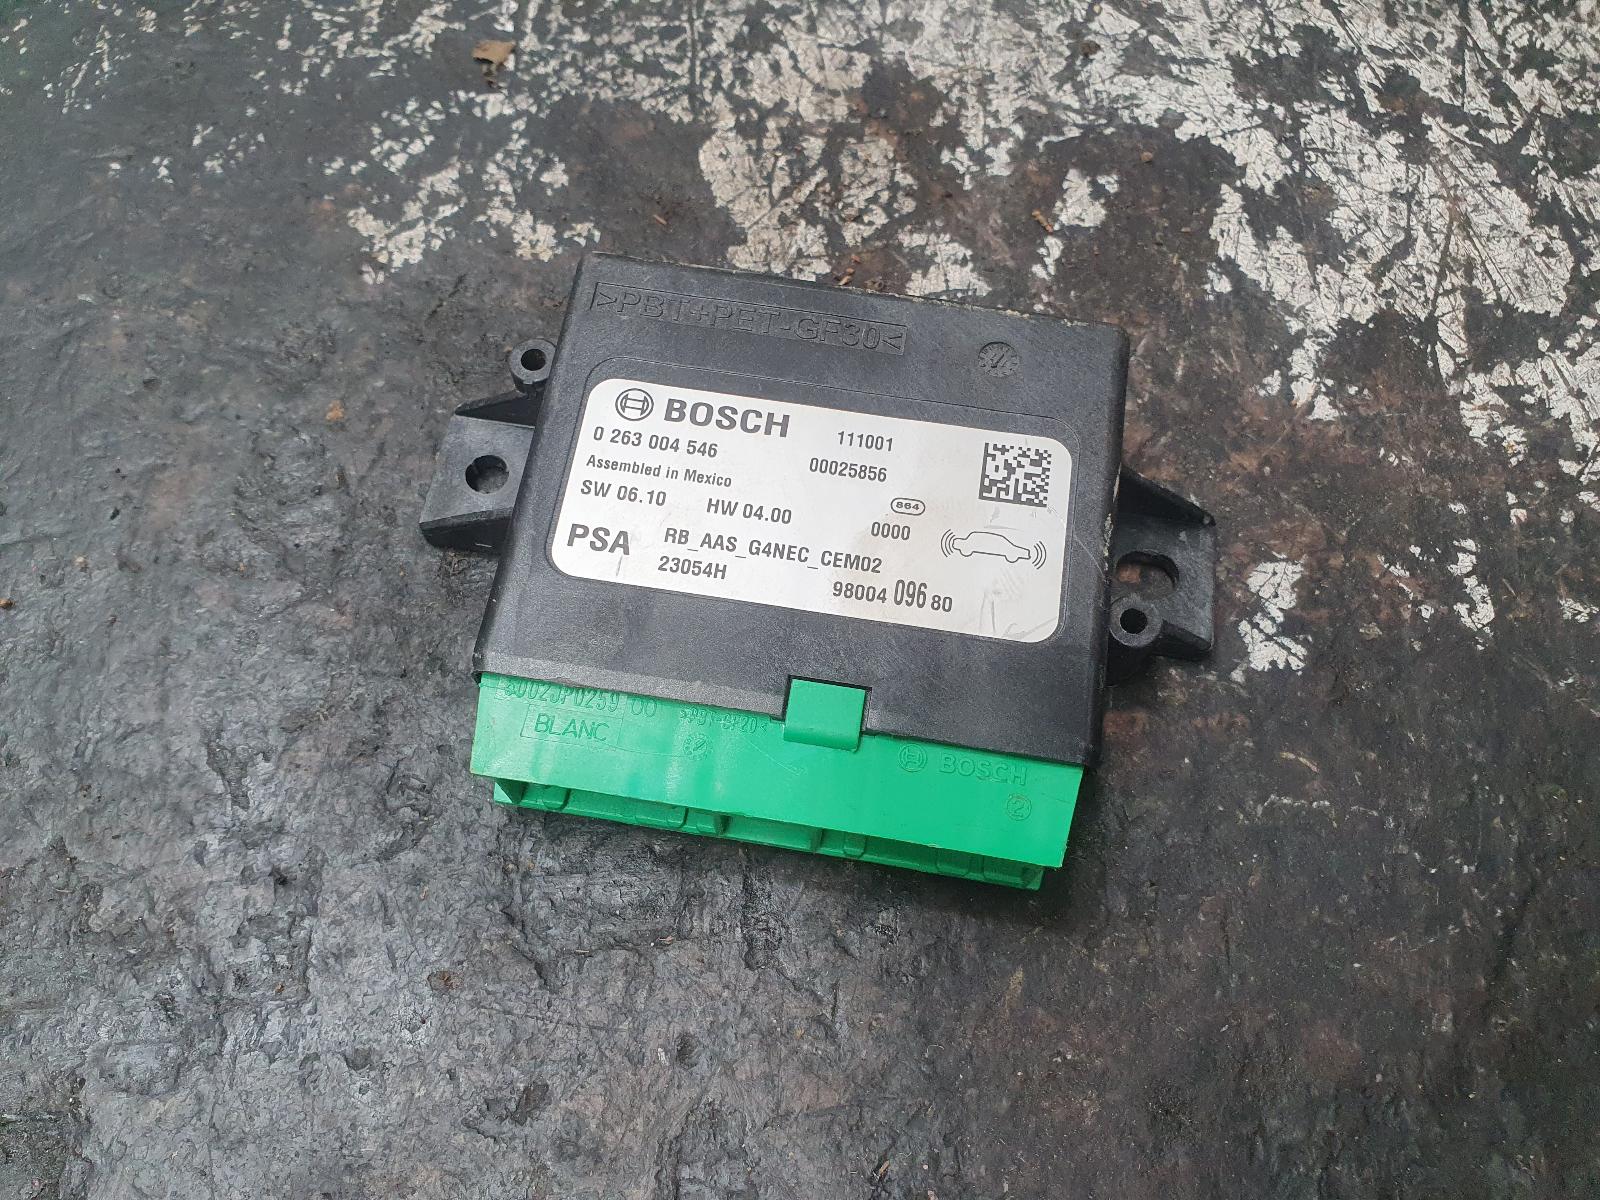 >PBT+PET-GF30<
BOSCH
111001
0 263 004 546
00025856
Assembled in Mexico
SW 06.10
HW 04.00
864
0000
PSA
RB_AAS_G4NEC_CEM02
23054H
98004 096 80
BLANC
BOSCH
2